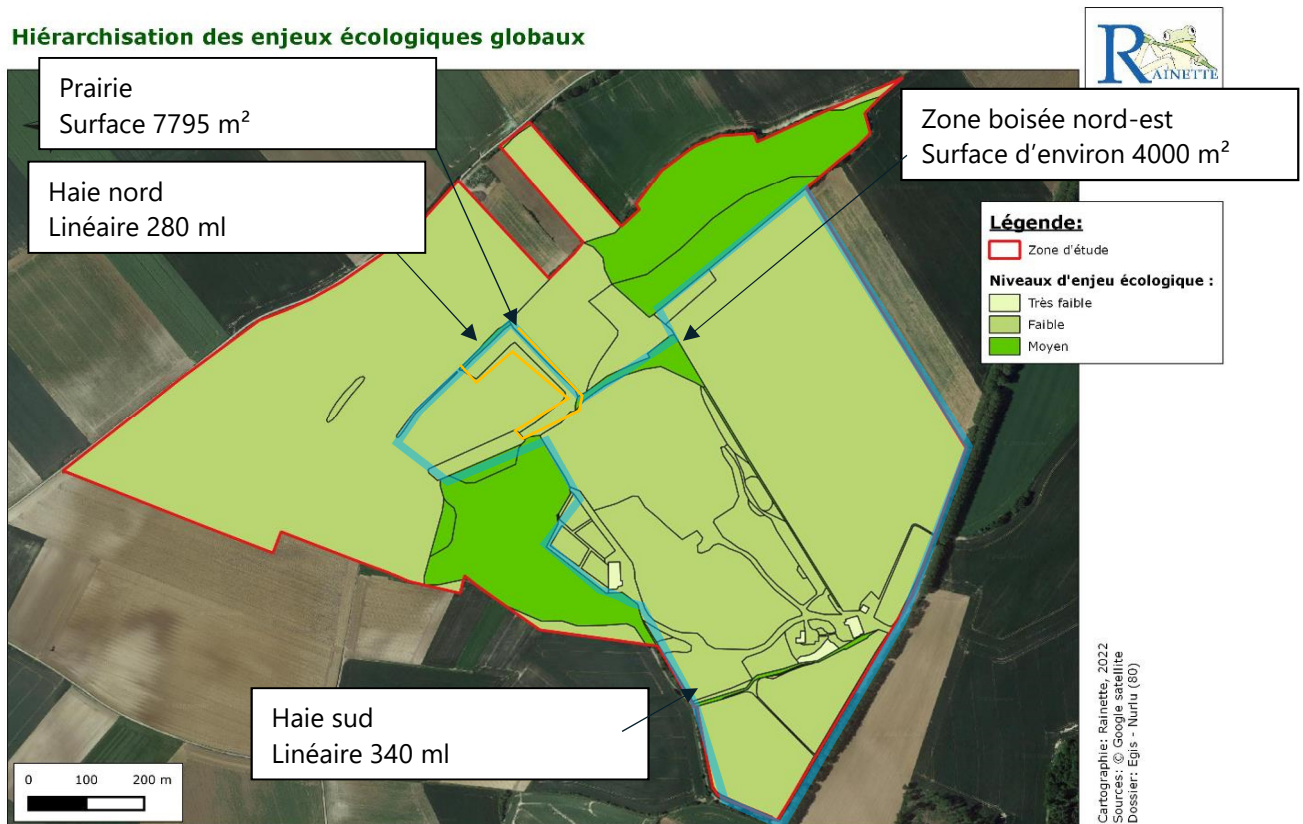 Hiérarchisation des enjeux écologiques globaux
RAINETTE
Prairie
Surface 7795 m²
Zone boisée nord-est
Surface d’environ 4000 m²
Haie nord
Linéaire 280 ml
Légende:
Zone d'étude
Niveaux d'enjeu écologique :
Très faible
Faible
Moyen
Haie sud
Linéaire 340 ml
0 100 200 m
Cartographie: Rainette, 2022
Sources: © Google satellite
Dossier: Egis - Nurlu (80)